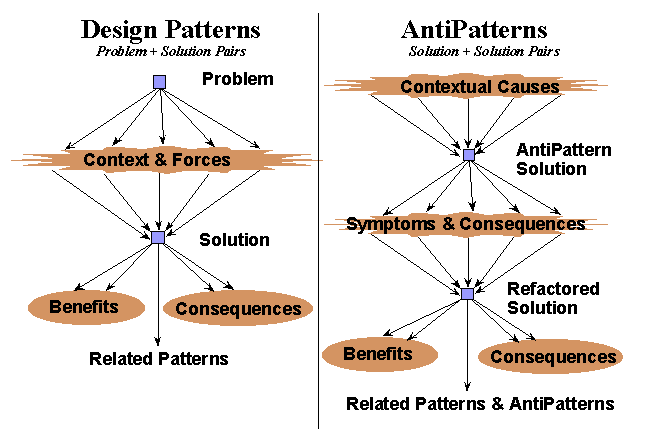 Design Patterns
Problem + Solution Pairs
Problem
Context & Forces
Solution
Benefits
Consequences
Related Patterns
AntiPatterns
Solution + Solution Pairs
Contextual Causes
AntiPattern
Solution
Symptoms & Consequences
Refactored
Solution
Benefits
Consequences
Related Patterns & AntiPatterns